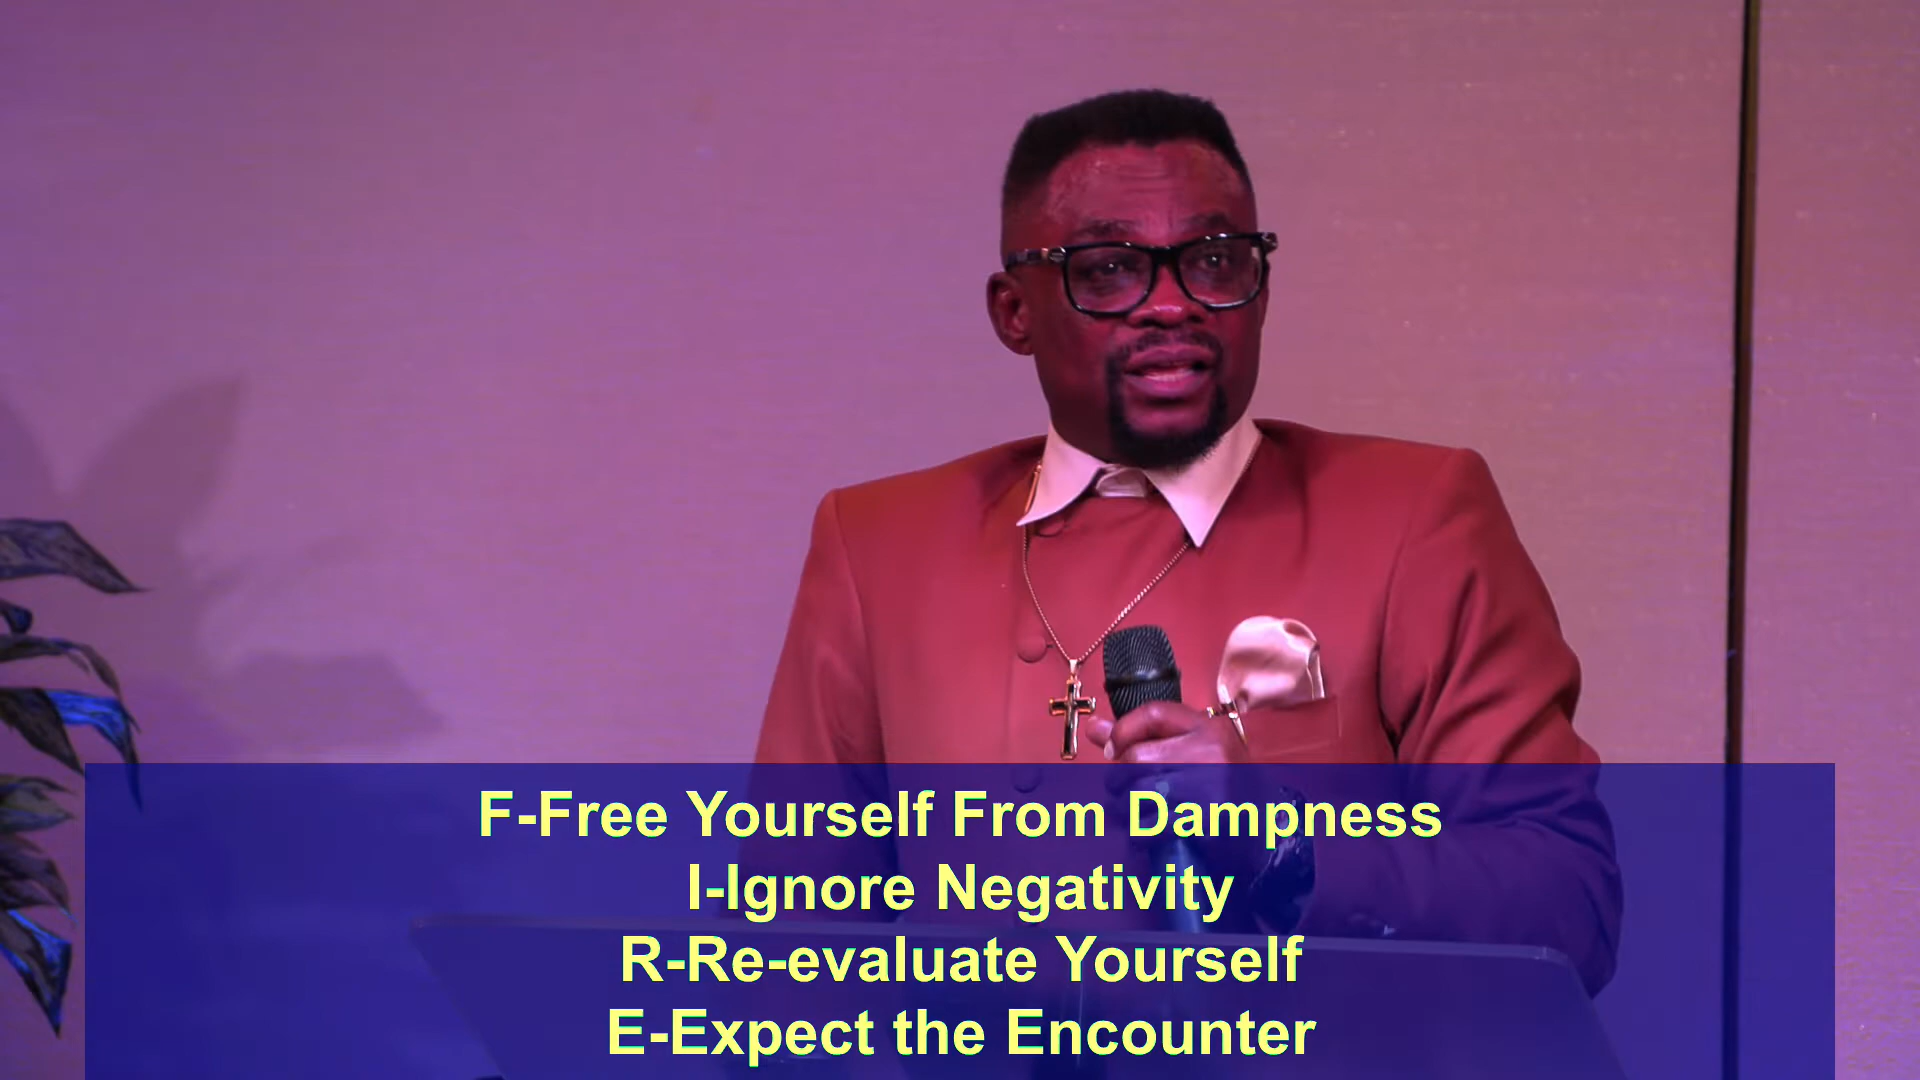 F-Free Yourself From Dampness
I-Ignore Negativity
R-Re-evaluate Yourself
E-Expect the Encounter